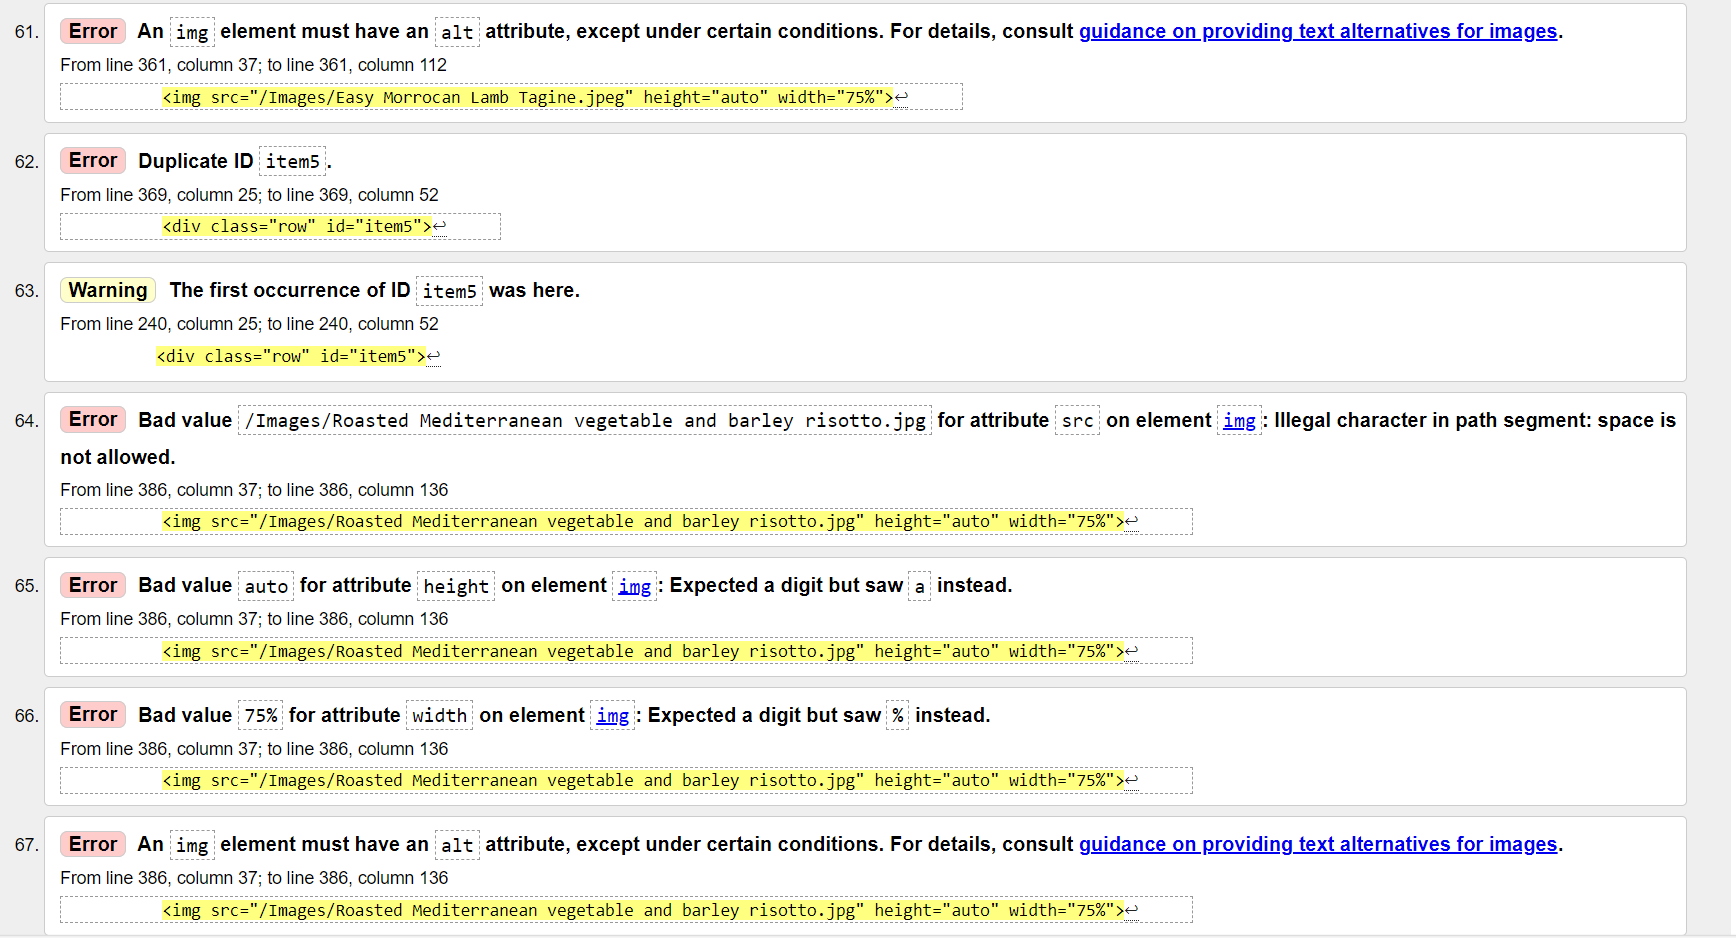 61. Error An img element must have an alt attribute, except under certain conditions. For details, consult guidance on providing text alternatives for images.
From line 361, column 37; to line 361, column 112
<img src="/Images/Easy Morrocan Lamb Tagine.jpeg" height="auto" width="75%">↩
62. Error Duplicate ID item5.
From line 369, column 25; to line 369, column 52
<div class="row" id="item5">↩
63. Warning The first occurrence of ID item5 was here.
From line 240, column 25; to line 240, column 52
<div class="row" id="item5">↩
64. Error Bad value /Images/Roasted Mediterranean vegetable and barley risotto.jpg for attribute src on element img: Illegal character in path segment: space is
not allowed.
From line 386, column 37; to line 386, column 136
<img src="/Images/Roasted Mediterranean vegetable and barley risotto.jpg" height="auto" width="75%">↩
65. Error Bad value auto for attribute height on element img: Expected a digit but saw a instead.
From line 386, column 37; to line 386, column 136
<img src="/Images/Roasted Mediterranean vegetable and barley risotto.jpg" height="auto" width="75%">↩
66. Error Bad value 75% for attribute width on element img: Expected a digit but saw % instead.
From line 386, column 37; to line 386, column 136
<img src="/Images/Roasted Mediterranean vegetable and barley risotto.jpg" height="auto" width="75%">↩
67. Error An img element must have an alt attribute, except under certain conditions. For details, consult guidance on providing text alternatives for images.
From line 386, column 37; to line 386, column 136
<img src="/Images/Roasted Mediterranean vegetable and barley risotto.jpg" height="auto" width="75%">↩